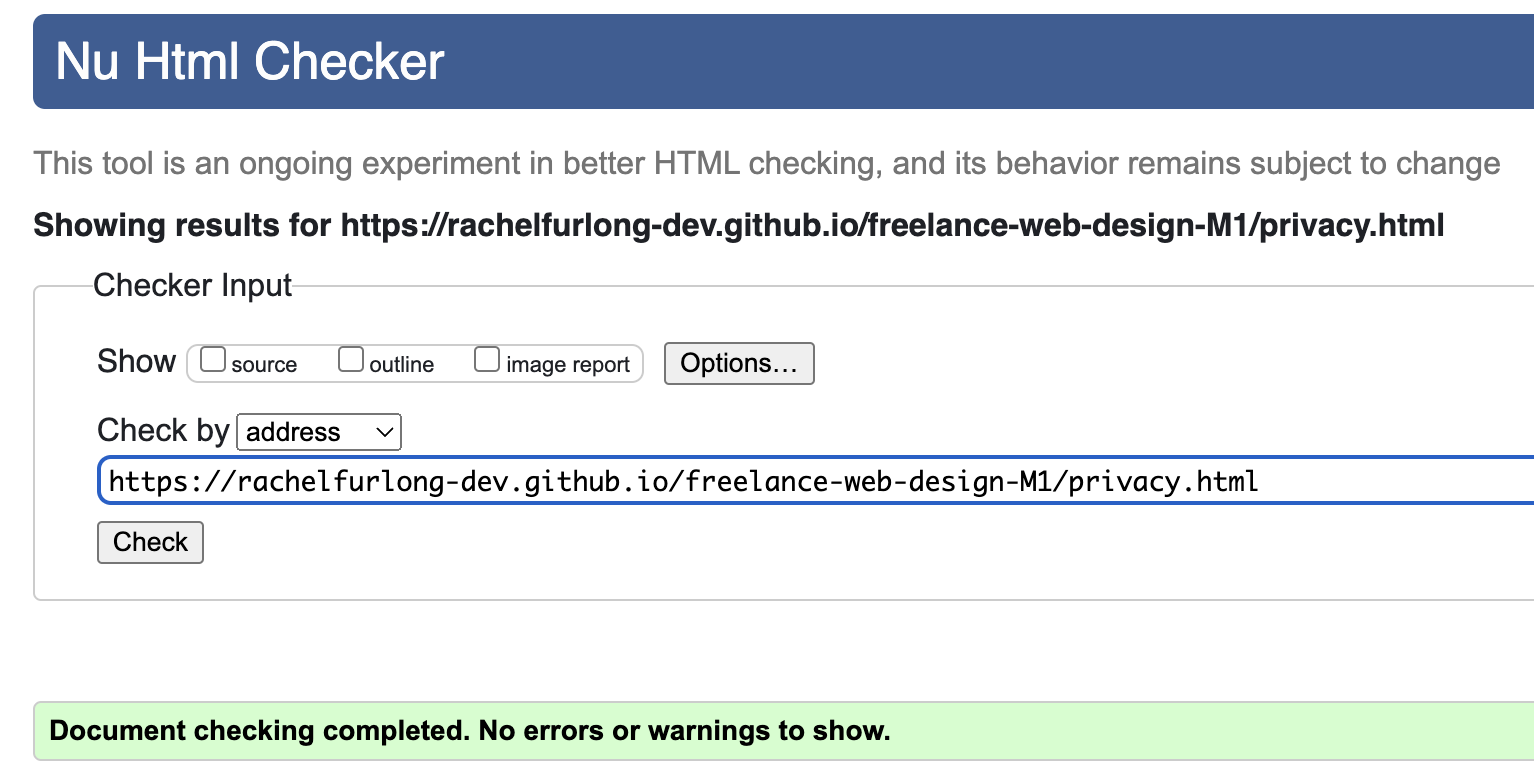 Nu Html Checker
This tool is an ongoing experiment in better HTML checking, and its behavior remains subject to change
Showing results for https://rachelfurlong-dev.github.io/freelance-web-design-M1/privacy.html
Checker Input
Show source outline image report Options…
Check by address
https://rachelfurlong-dev.github.io/freelance-web-design-M1/privacy.html
Check
Document checking completed. No errors or warnings to show.